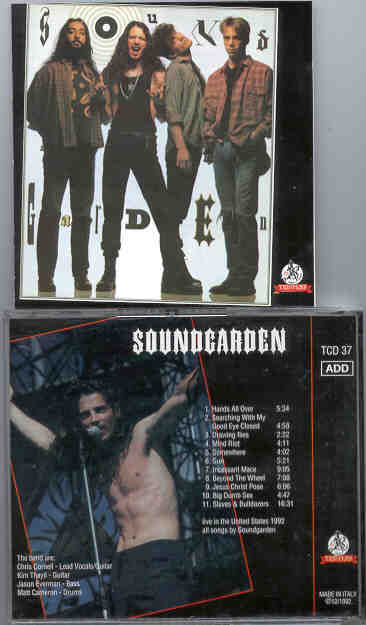 SOUNd
GarDEn
SOUNDGARDEN
TCD 37
ADD
1. Hands All Over 5:34
2. Searching With My
Good Eye Closed 4:58
3. Drawing flies 2:22
4. Mind Riot 4:11
5. Somewhere 4:02
6. Sun 5:21
7. Incessant Mace 9:05
8. Beyond The Wheel 7:08
9. Jesus Christ Pose 6:06
10. Big Dumb Sex 4:47
11. Slaves & Bulldozers 16:31
live in the United States 1992
all songs by Soundgarden
The band are:
Chris Cornell - Lead Vocals/Guitar
Kim Thayil - Guitar
Jason Everman - Bass
Matt Cameron - Drums
MADE IN ITALY